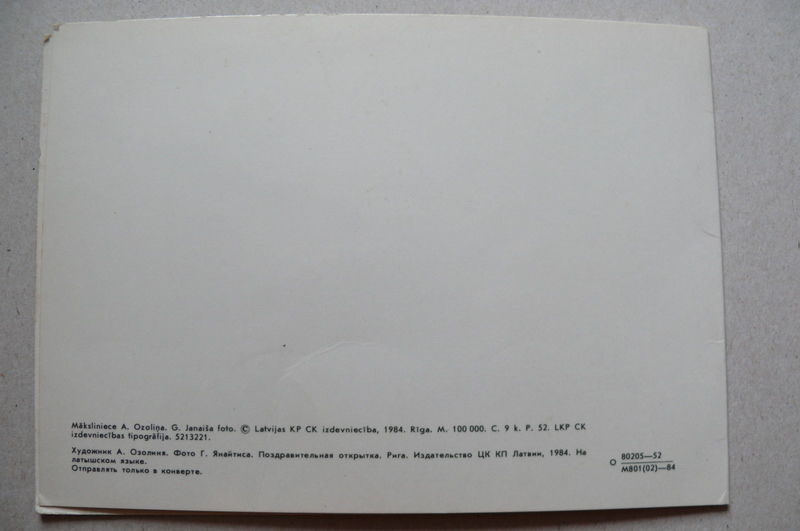 Māksliniece A. Ozoliņa. G. Janaiša foto. © Latvijas KP CK izdevniecība, 1984. Rīga. M. 100 000. C. 9 k. P. 52. LKP CK
izdevniecības tipogrāfija. 5213221.
Художник А. Озолиня. Фото Г. Янайтиса. Поздравительная открытка. Рига. Издательство ЦК КП Латвии, 1984. На
латышском языке.
Отправлять только в конверте.
О 80205—52
М801(02)—84